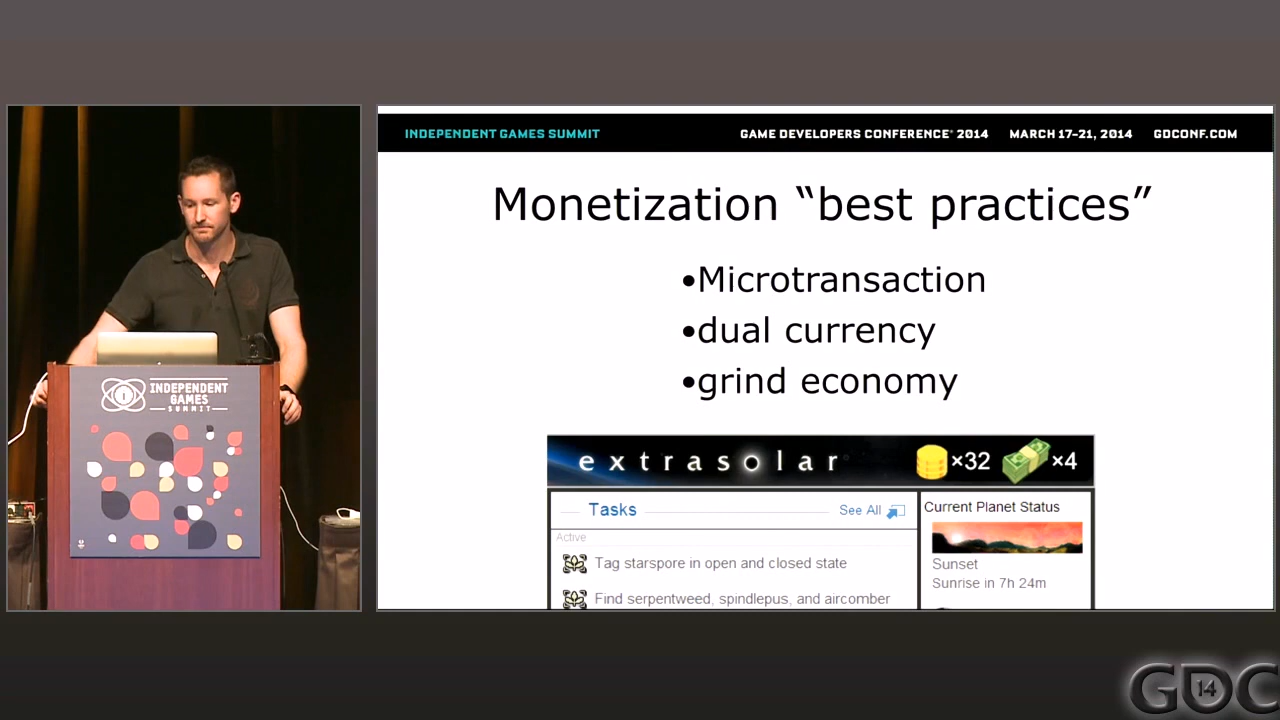 INDEPENDENT GAMES SUMMIT
GAME DEVELOPERS CONFERENCE® 2014 MARCH 17–21, 2014 GDCONF.COM
Monetization “best practices”
•Microtransaction
•dual currency
•grind economy
extrasolar
×32
×4
Tasks
See All
Active
Tag starspore in open and closed state
Find serpentweed, spindlepus, and aircomber
Current Planet Status
Sunset
Sunrise in 7h 24m
INDEPENDENT
GAMES
SUMMIT
GDC
14